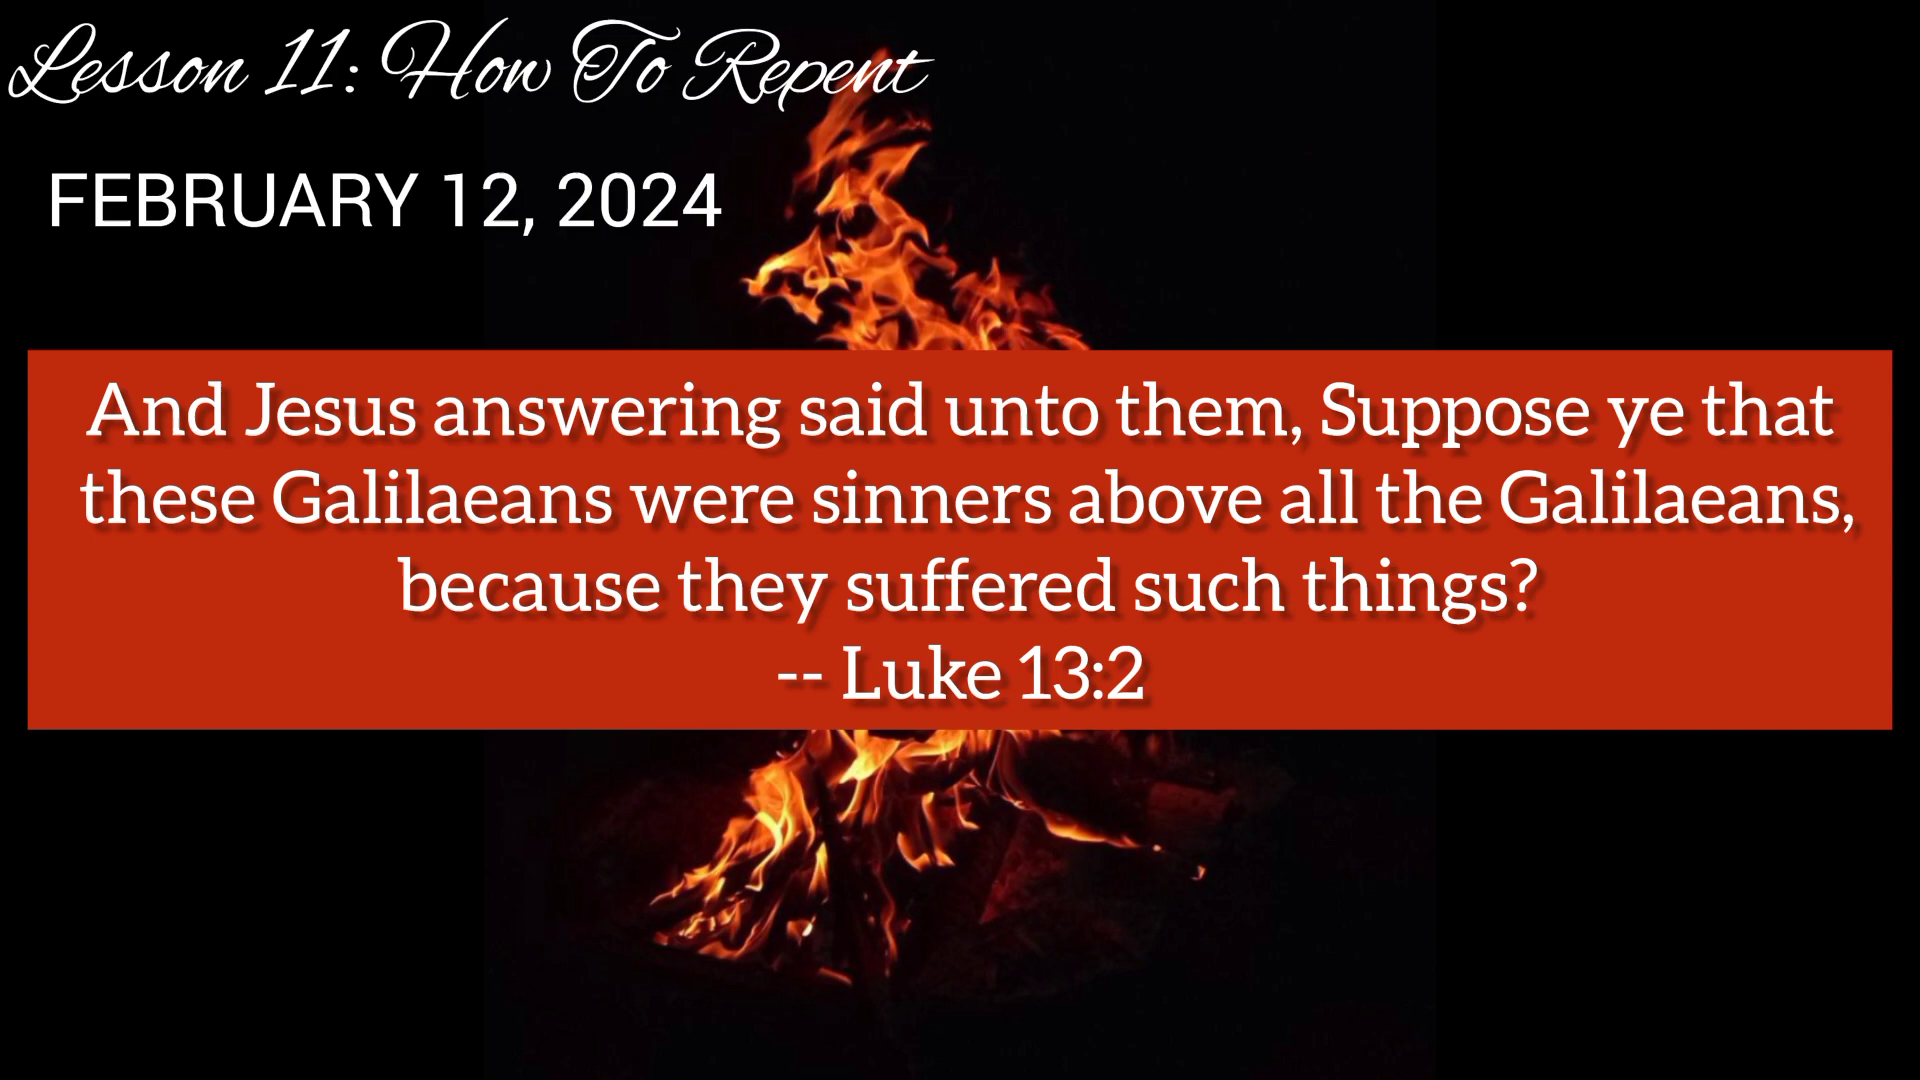 Lesson 11: How To Repent
FEBRUARY 12, 2024
And Jesus answering said unto them, Suppose ye that
these Galilaeans were sinners above all the Galilaeans,
because they suffered such things?
-- Luke 13:2